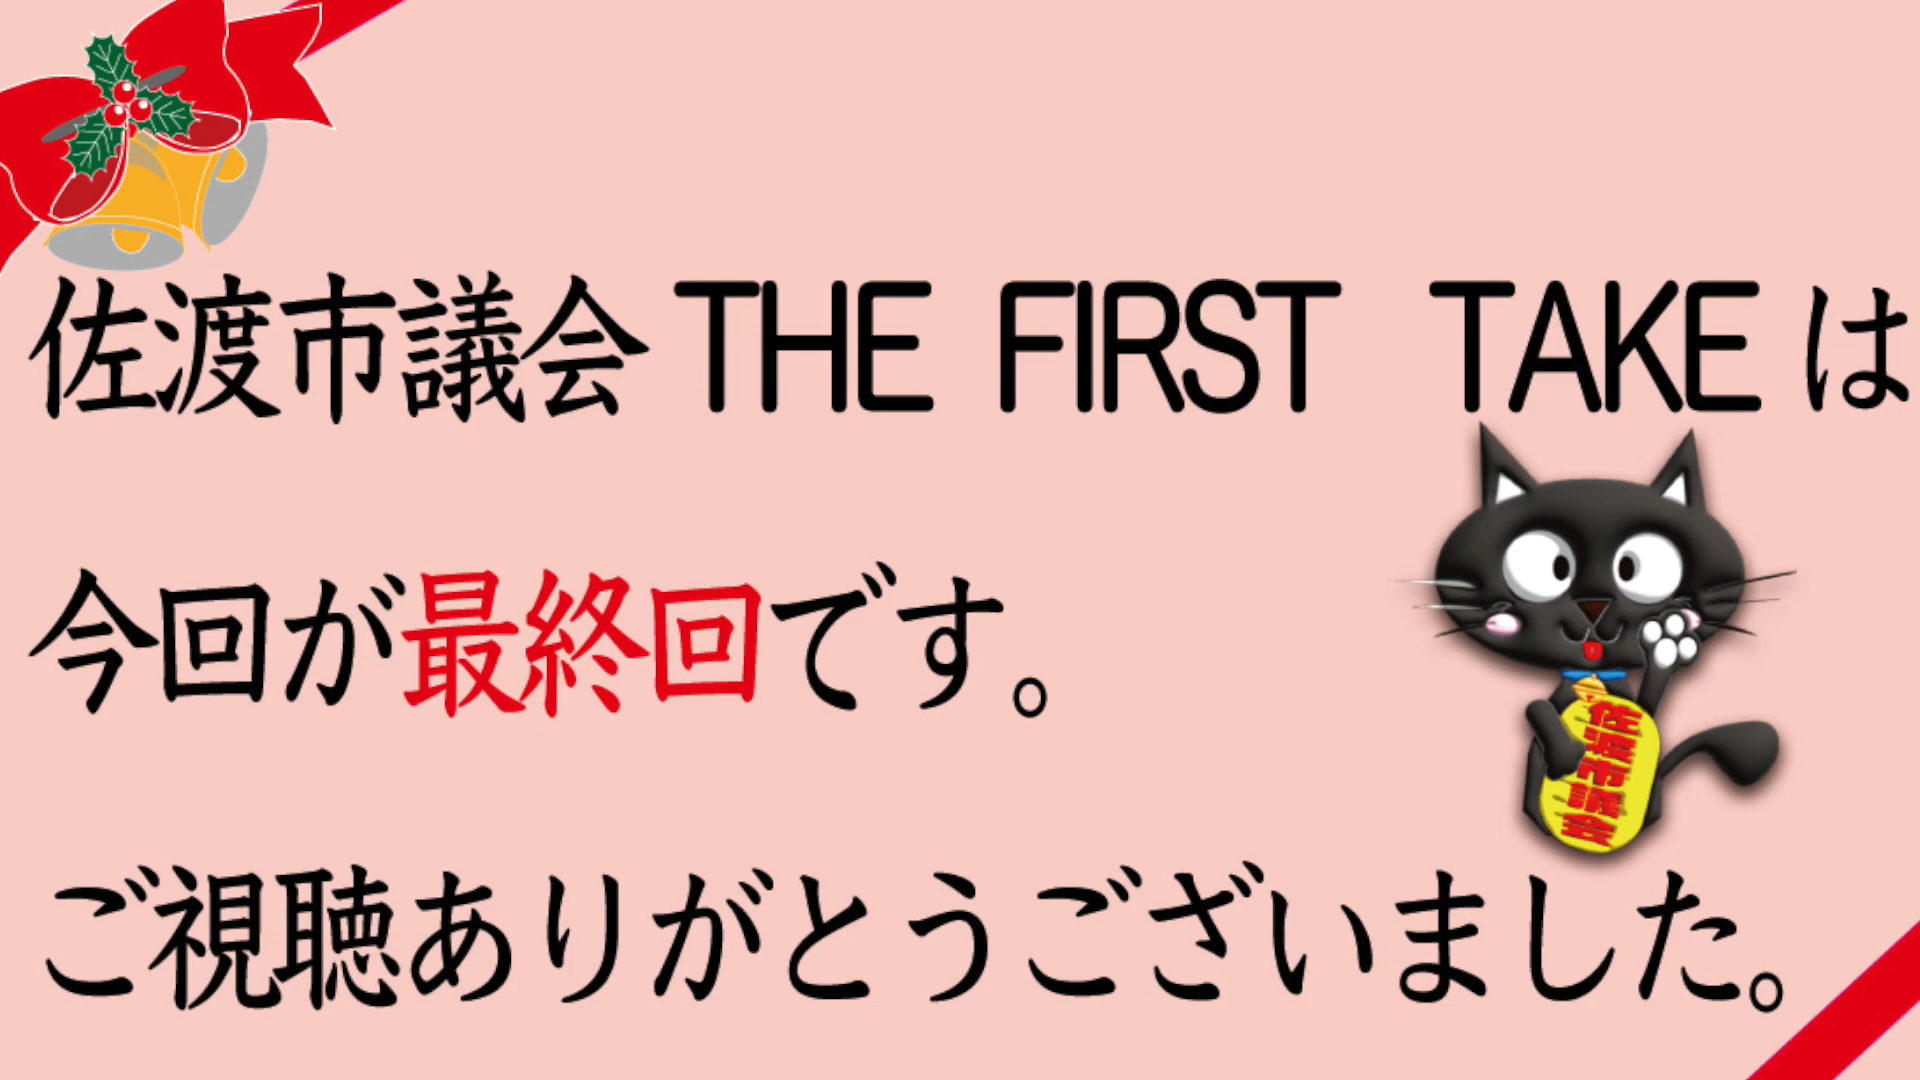 佐渡市議会 THE FIRST TAKE は
今回が最終回です。
佐渡市議会
ご視聴ありがとうございました。